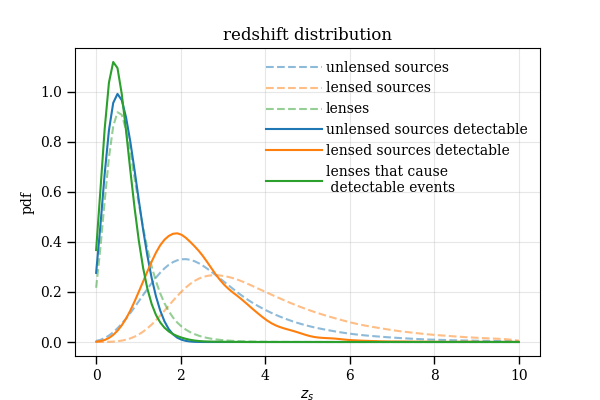 redshift distribution
unlensed sources
lensed sources
lenses
unlensed sources detectable
lensed sources detectable
lenses that cause
detectable events
pdf
1.0
0.8
0.6
0.4
0.2
0.0
0 2 4 6 8 10
z_s